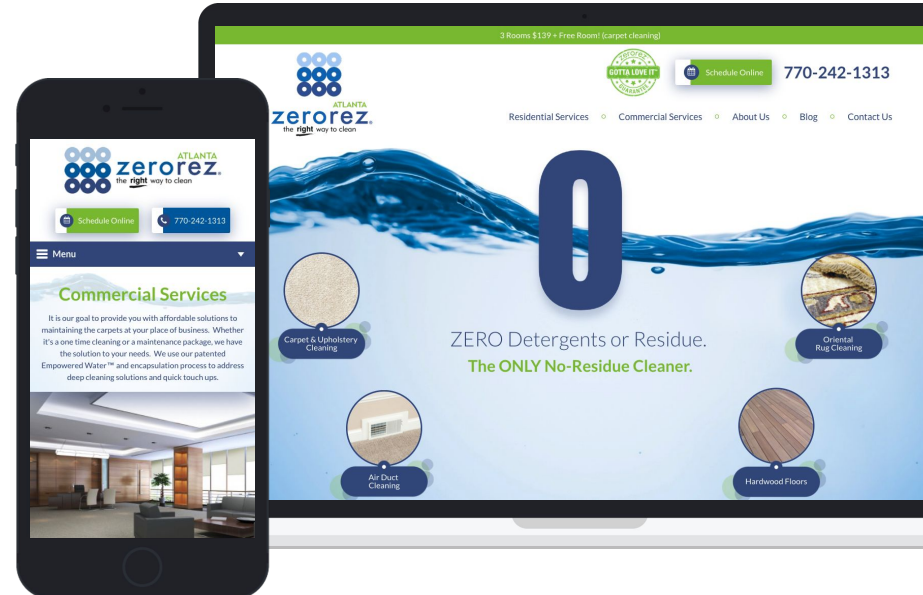 3 Rooms $139 + Free Room! (carpet cleaning)
ATLANTA
zerorez.
the right way to clean
zerorez
GOTTA LOVE IT™
GUARANTEE
Schedule Online
770-242-1313
Residential Services
Commercial Services
About Us
Blog
Contact Us
0
ZERO Detergents or Residue.
The ONLY No-Residue Cleaner.
Carpet & Upholstery
Cleaning
Oriental
Rug Cleaning
Air Duct
Cleaning
Hardwood Floors
ATLANTA
zerorez.
the right way to clean
Schedule Online
770-242-1313
Menu
Commercial Services
It is our goal to provide you with affordable solutions to
maintaining the carpets at your place of business. Whether
it's a one time cleaning or a maintenance package, we have
the solution to your needs. We use our patented
Empowered Water™ and encapsulation process to address
deep cleaning solutions and quick touch ups.